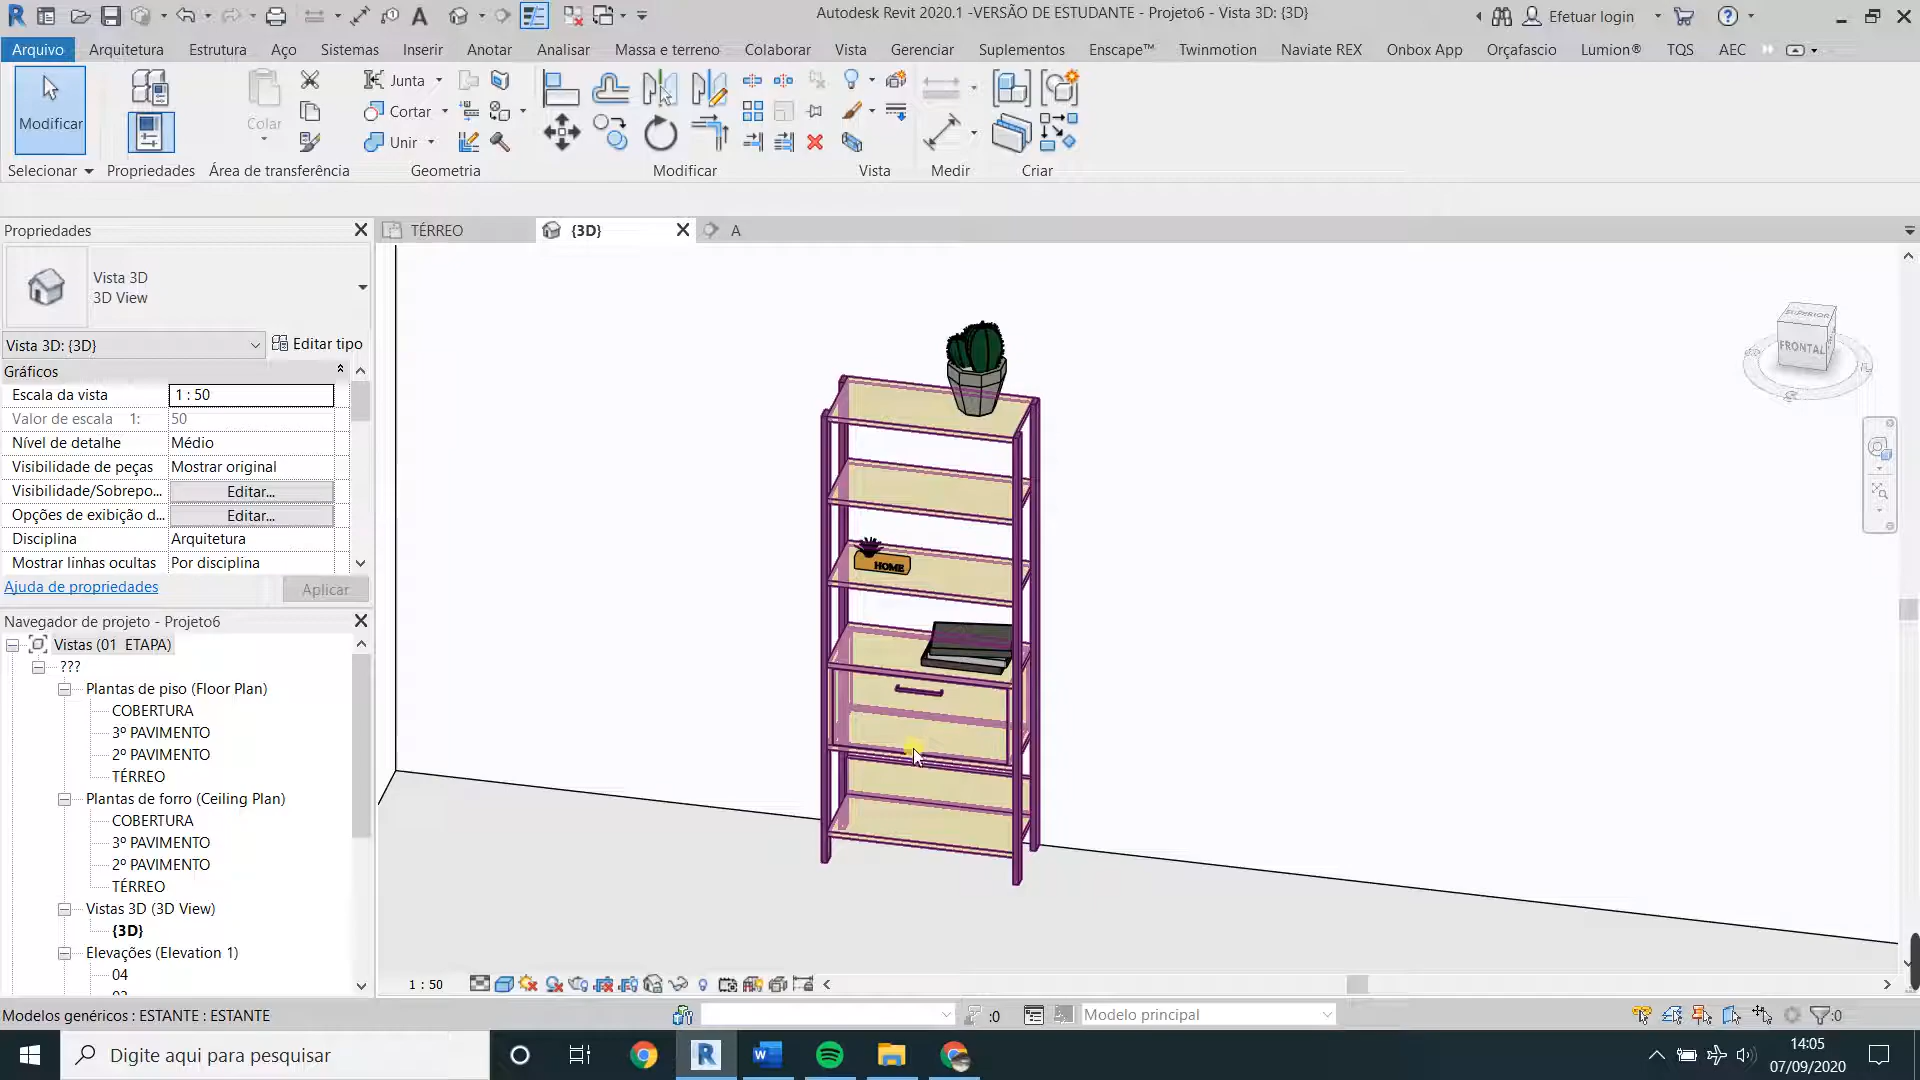 Autodesk Revit 2020.1 -VERSÃO DE ESTUDANTE - Projeto6 - Vista 3D: {3D}
Efetuar login
Arquivo Arquitetura Estrutura Aço Sistemas Inserir Anotar Analisar Massa e terreno Colaborar Vista Gerenciar Suplementos Enscape™ Twinmotion Naviate REX Onbox App Orçafascio Lumion® TQS AEC
Modificar
Colar
Junta
Cortar
Unir
Selecionar Propriedades Área de transferência Geometria Modificar Vista Medir Criar
Propriedades
TÉRREO {3D} A
Vista 3D
3D View
Vista 3D: {3D} Editar tipo
Gráficos
Escala da vista 1 : 50
Valor de escala 1: 50
Nível de detalhe Médio
Visibilidade de peças Mostrar original
Visibilidade/Sobrepo... Editar...
Opções de exibição d... Editar...
Disciplina Arquitetura
Mostrar linhas ocultas Por disciplina
Ajuda de propriedades Aplicar
Navegador de projeto - Projeto6
Vistas (01 ETAPA)
???
Plantas de piso (Floor Plan)
COBERTURA
3º PAVIMENTO
2º PAVIMENTO
TÉRREO
Plantas de forro (Ceiling Plan)
COBERTURA
3º PAVIMENTO
2º PAVIMENTO
TÉRREO
Vistas 3D (3D View)
{3D}
Elevações (Elevation 1)
04
SUPERIOR
FRONTAL
HOME
1 : 50
Modelos genéricos : ESTANTE : ESTANTE
:0
Modelo principal
:0
Digite aqui para pesquisar
14:05
07/09/2020